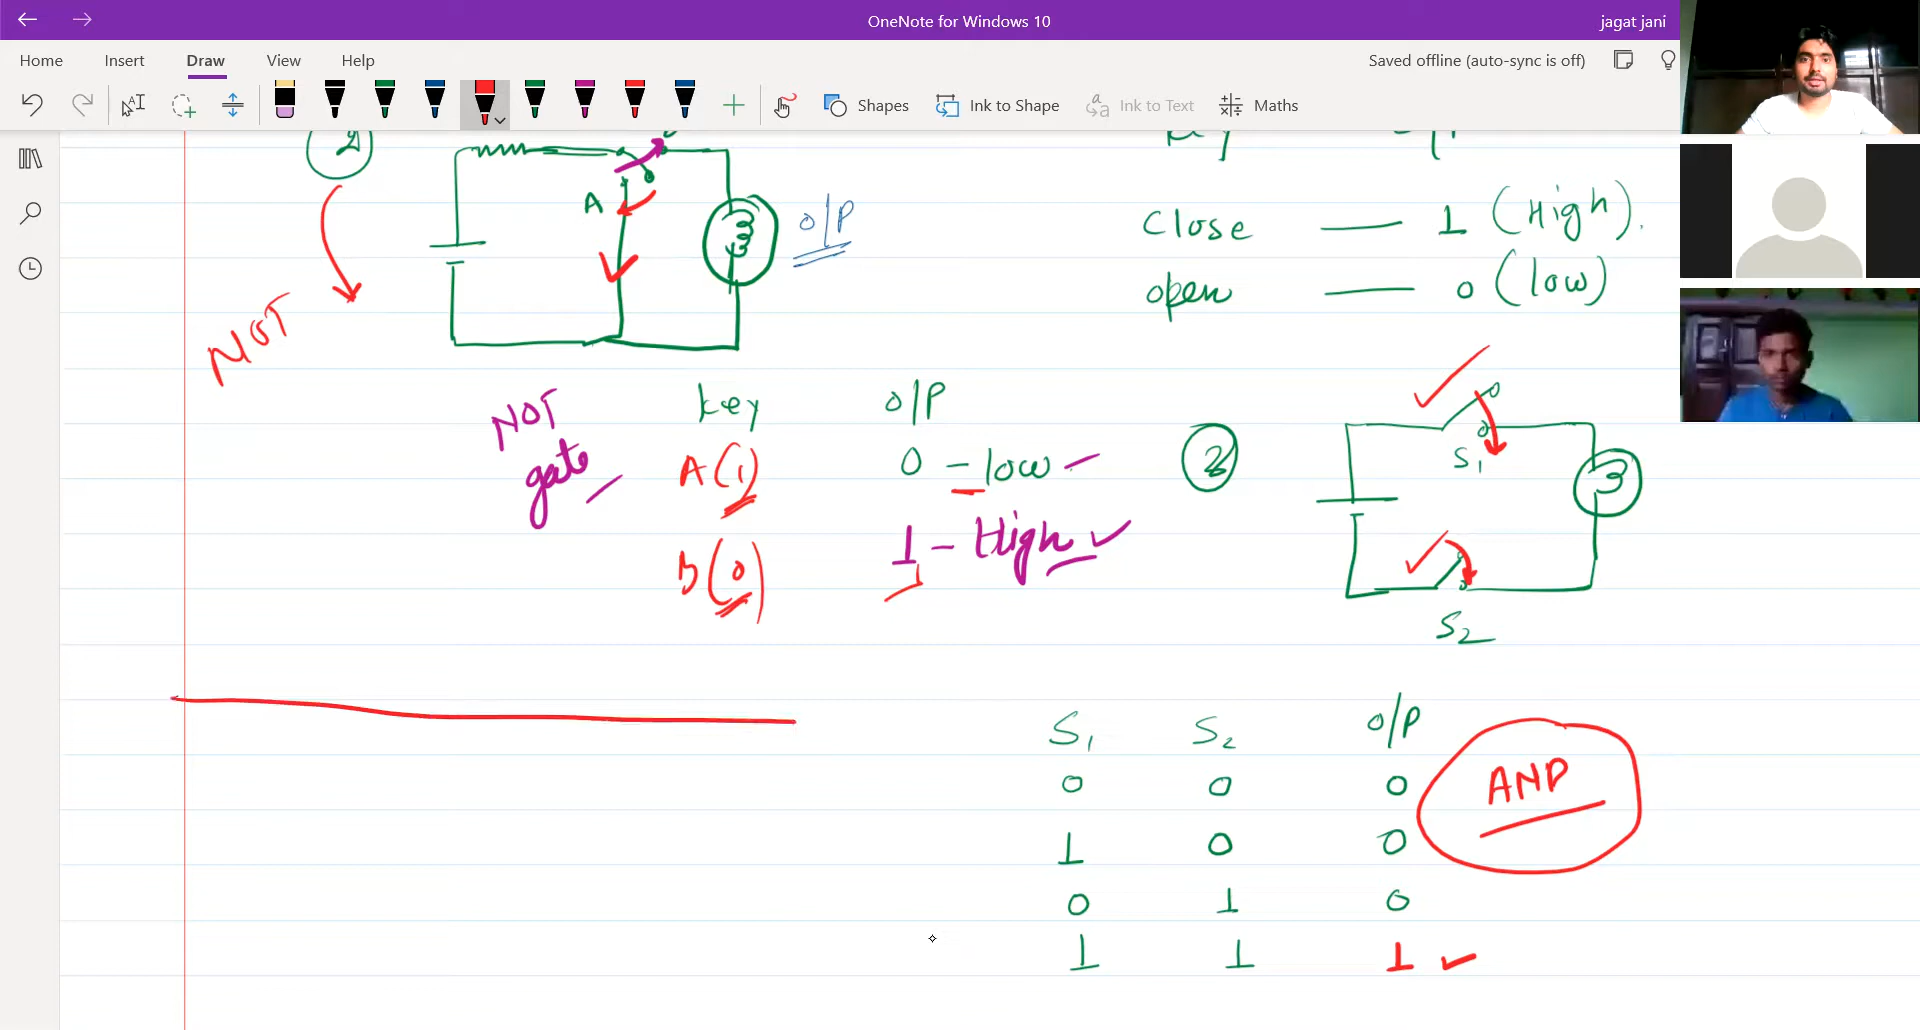 OneNote for Windows 10
jagat jani
Home Insert Draw View Help
Saved offline (auto-sync is off)
Shapes
Ink to Shape
Ink to Text
Maths
2
A
O/P
NOT
Close — 1 (High).
open — 0 (low)
NOT gate
key O/P
A(1) 0 - low
B(0) 1 - High
1
3
S1
S2
S1 S2 O/P
0 0 0
1 0 0
0 1 0
1 1 1
AND